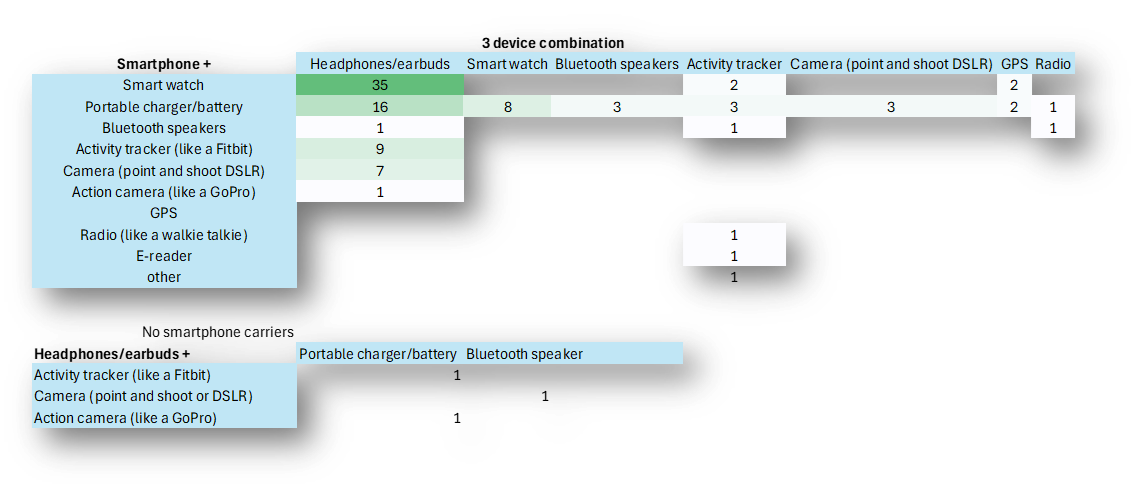 3 device combination
Smartphone + Headphones/earbuds Smart watch Bluetooth speakers Activity tracker Camera (point and shoot DSLR) GPS Radio
Smart watch 35 2 2
Portable charger/battery 16 8 3 3 3 2 1
Bluetooth speakers 1 1 1
Activity tracker (like a Fitbit) 9
Camera (point and shoot DSLR) 7
Action camera (like a GoPro) 1
GPS
Radio (like a walkie talkie) 1
E-reader 1
other 1
No smartphone carriers
Headphones/earbuds + Portable charger/battery Bluetooth speaker
Activity tracker (like a Fitbit) 1
Camera (point and shoot or DSLR) 1
Action camera (like a GoPro) 1